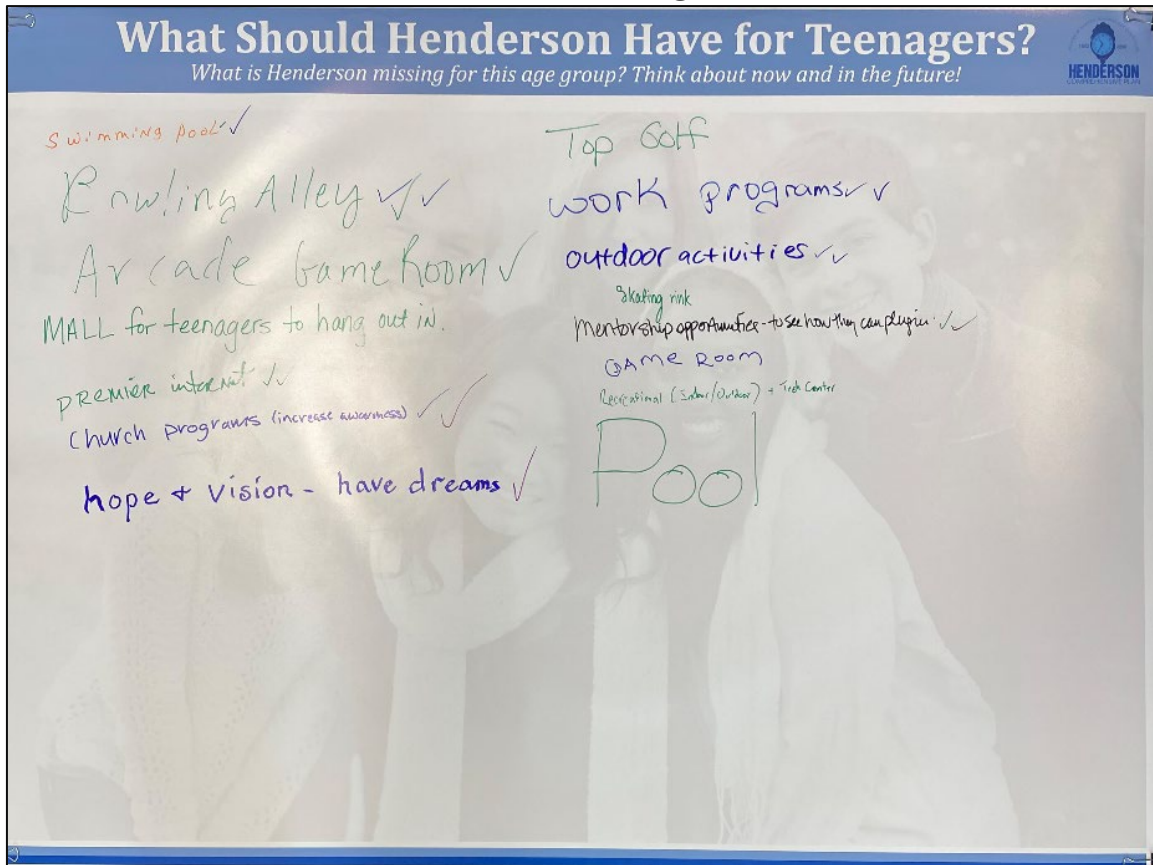 What Should Henderson Have for Teenagers?
What is Henderson missing for this age group? Think about now and in the future!
HENDERSON
COMPREHENSIVE PLAN
Swimming Pool ✓
Bowling Alley ✓✓
Arcade Game Room ✓
MALL for teenagers to hang out in.
PREMIER internet ✓✓
Church programs (increase awareness) ✓✓
hope + vision - have dreams ✓
Top Golf
work programs ✓✓
outdoor activities ✓✓
Skating rink
Mentorship opportunities - to see how they can plugin. ✓✓
GAME ROOM
Recreational (Indoor/Outdoor) + Tech Center
Pool